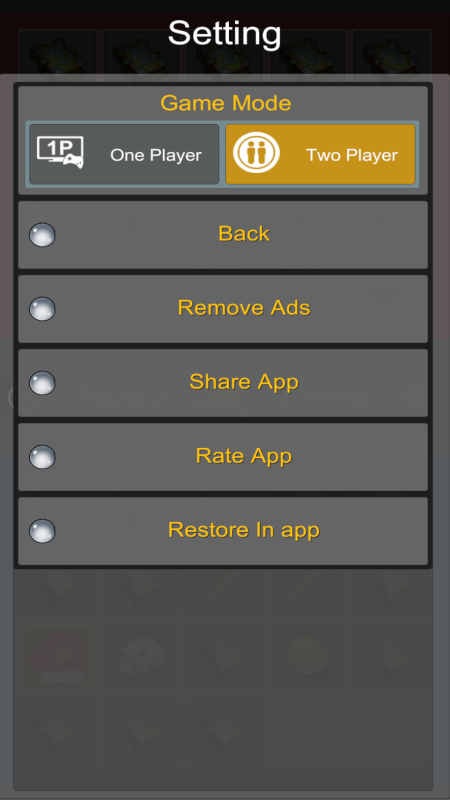 Setting
Game Mode
1P
One Player
Two Player
Back
Remove Ads
Share App
Rate App
Restore In app